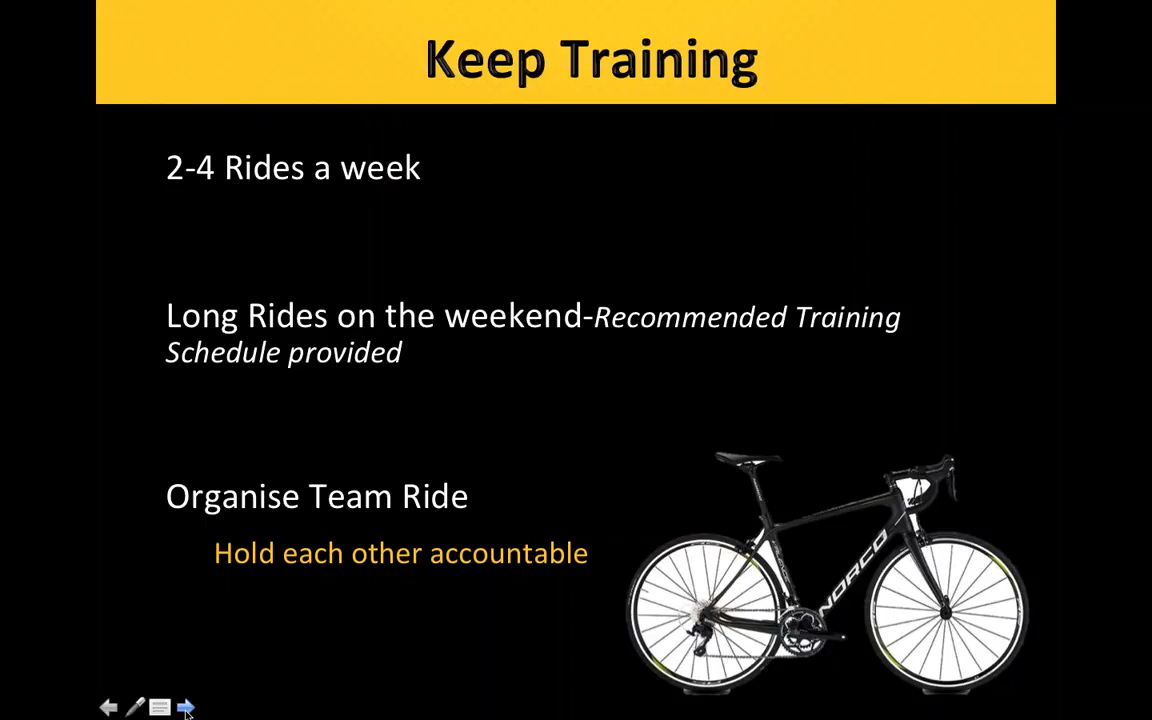 Keep Training
2-4 Rides a week
Long Rides on the weekend-Recommended Training
Schedule provided
Organise Team Ride
Hold each other accountable
NORCO